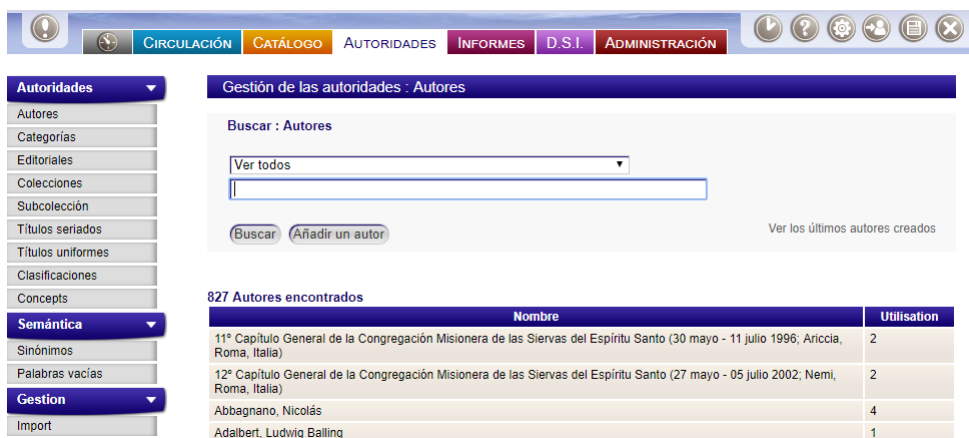 CIRCULACIÓN CATÁLOGO AUTORIDADES INFORMES D.S.I. ADMINISTRACIÓN
Autoridades
Autores
Categorías
Editoriales
Colecciones
Subcolección
Títulos seriados
Títulos uniformes
Clasificaciones
Concepts
Semántica
Sinónimos
Palabras vacías
Gestion
Import
Gestión de las autoridades : Autores
Buscar : Autores
Ver todos
Buscar Añadir un autor Ver los últimos autores creados
827 Autores encontrados
Nombre Utilisation
11º Capítulo General de la Congregación Misionera de las Siervas del Espíritu Santo (30 mayo - 11 julio 1996; Ariccia, 2
Roma, Italia)
12º Capítulo General de la Congregación Misionera de las Siervas del Espíritu Santo (27 mayo - 05 julio 2002; Nemi, 2
Roma, Italia)
Abbagnano, Nicolás 4
Adalbert, Ludwig Balling 1